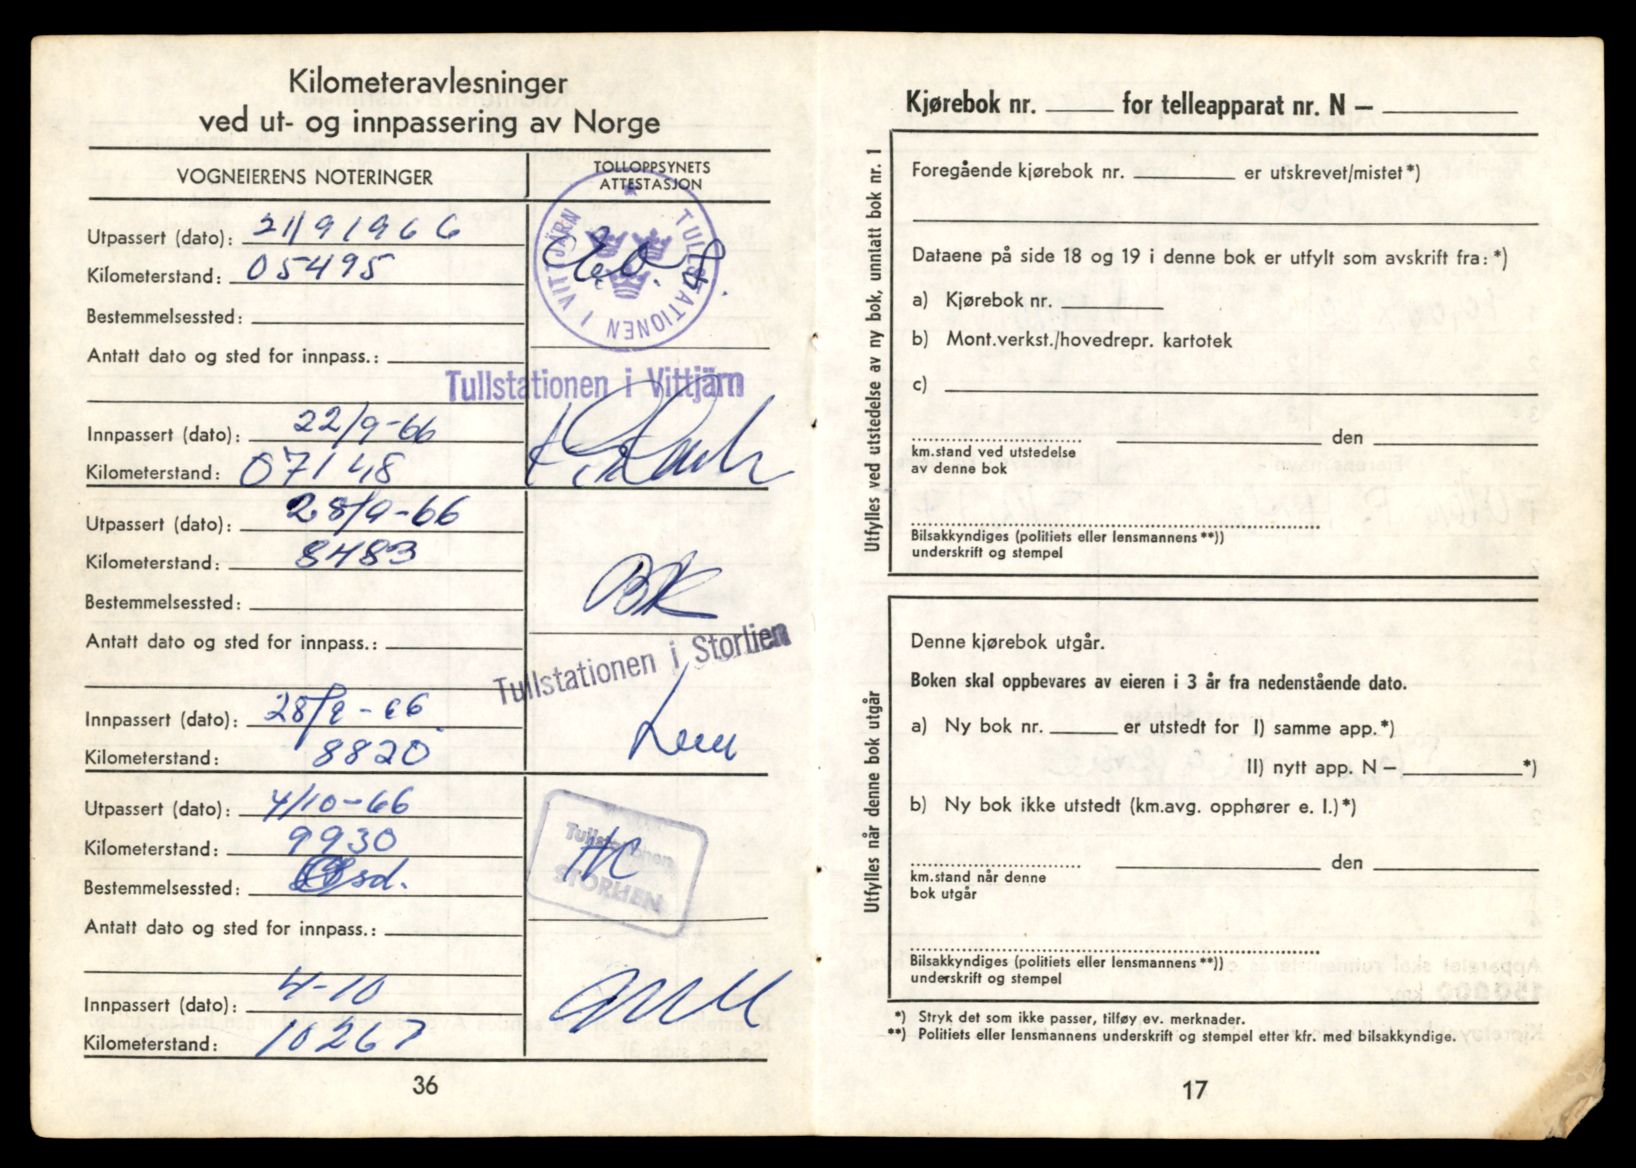 Kilometeravlesninger
ved ut- og innpassering av Norge
VOGNEIERENS NOTERINGER
TOLLOPPSYNETS
ATTESTASJON
Utpassert (dato): 21/9 1966
Kilometerstand: 05495
TULLSTATIONEN I VITTJÄRN
Bestemmelsessted:
Antatt dato og sted for innpass.:
Tullstationen i Vittjärn
Innpassert (dato): 22/9-66
Kilometerstand: 07148
Utpassert (dato): 28/9-66
Kilometerstand: 8483
BK
Bestemmelsessted:
Antatt dato og sted for innpass.:
Tullstationen i Storlien
Innpassert (dato): 28/9-66
Kilometerstand: 8820
Utpassert (dato): 4/10-66
Kilometerstand: 9930
Tullstationen
STORLIEN
HC
Bestemmelsessted:
Antatt dato og sted for innpass.:
Innpassert (dato): 4-10
Kilometerstand: 10267
36
Kjørebok nr. for telleapparat nr. N –
Utfylles ved utstedelse av ny bok, unntatt bok nr. 1
Foregående kjørebok nr. er utskrevet/mistet*)
Dataene på side 18 og 19 i denne bok er utfylt som avskrift fra:*)
a) Kjørebok nr.
b) Mont.verkst./hovedrepr. kartotek
c)
den
km.stand ved utstedelse
av denne bok
Bilsakkyndiges (politiets eller lensmannens**))
underskrift og stempel
Utfylles når denne bok utgår
Denne kjørebok utgår.
Boken skal oppbevares av eieren i 3 år fra nedenstående dato.
a) Ny bok nr. er utstedt for I) samme app.*)
II) nytt app. N – *)
b) Ny bok ikke utstedt (km.avg. opphører e. l.)*)
den
km.stand når denne
bok utgår
Bilsakkyndiges (politiets eller lensmannens**))
underskrift og stempel
*) Stryk det som ikke passer, tilføy ev. merknader.
**) Politiets eller lensmannens underskrift og stempel etter kfr. med bilsakkyndige.
17